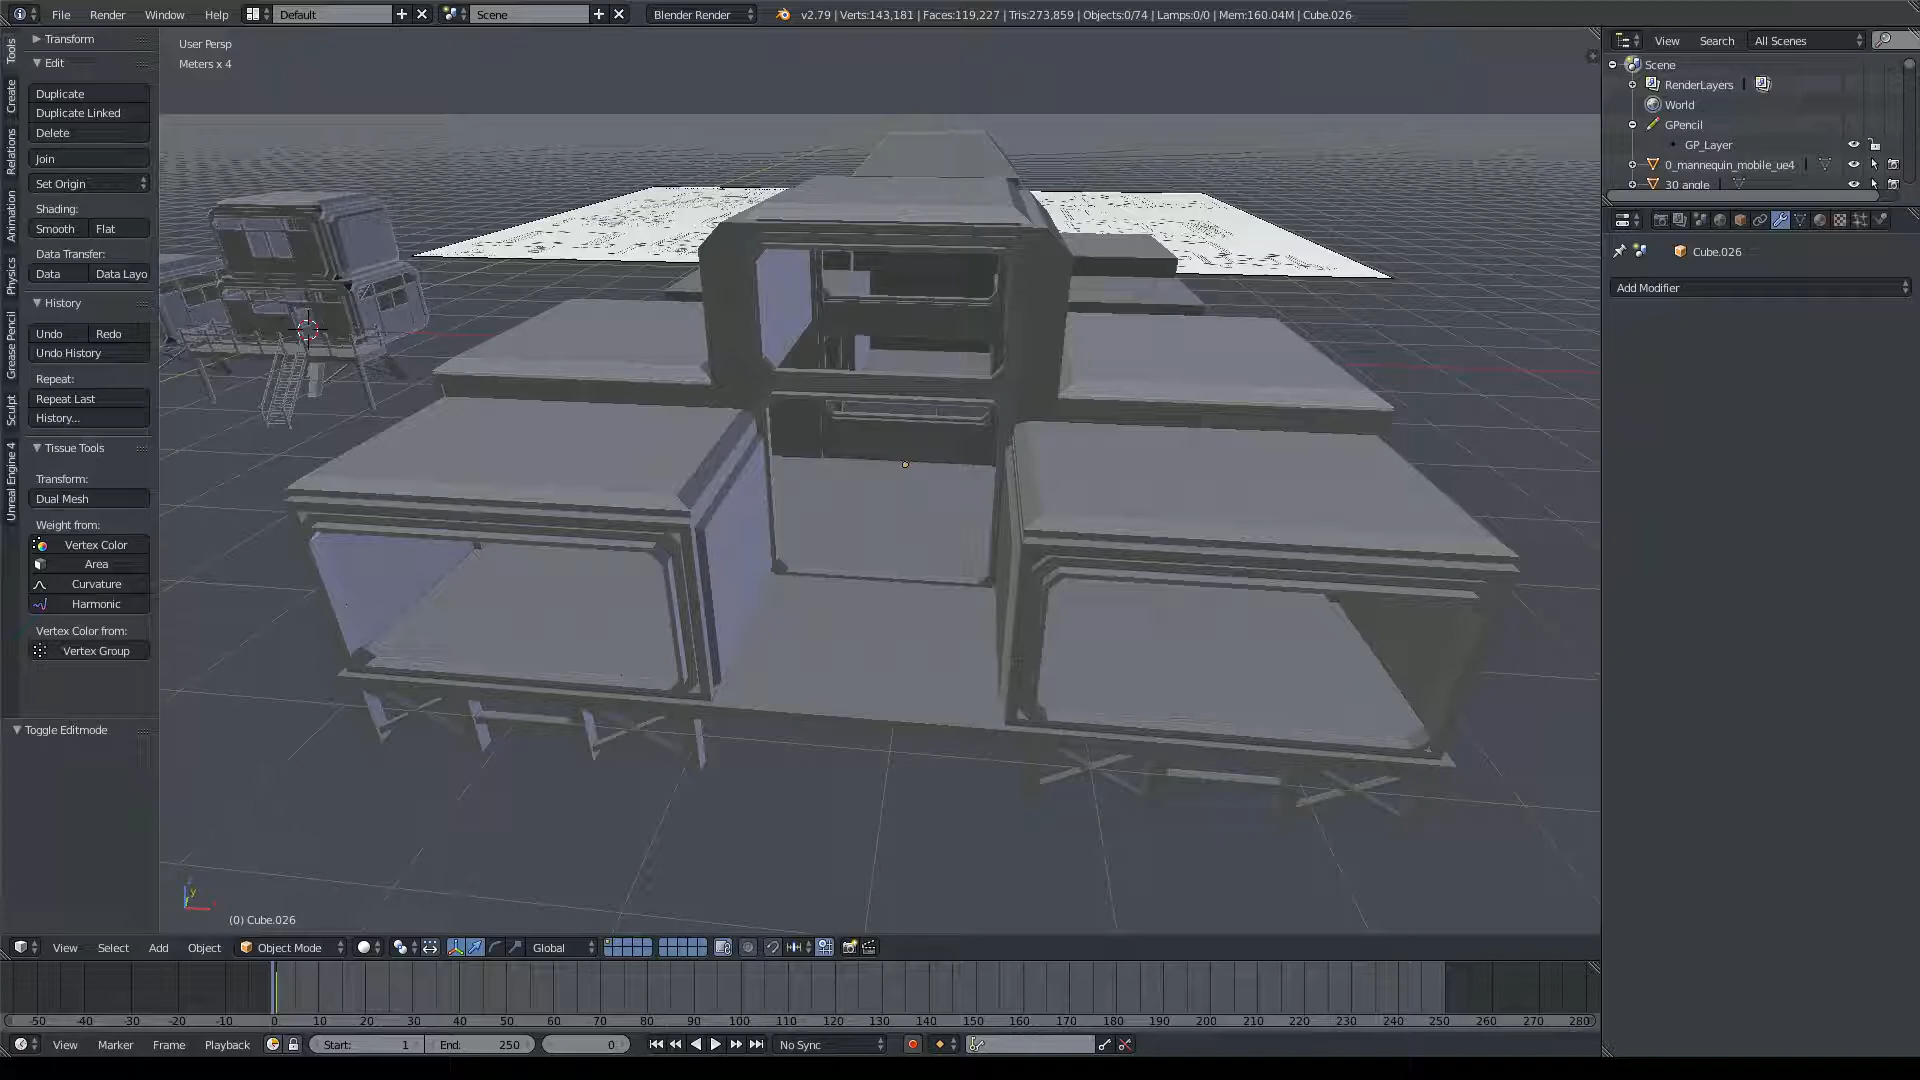 File Render Window Help Default Scene Blender Render v2.79 | Verts:143,181 | Faces:119,227 | Tris:273,859 | Objects:0/74 | Lamps:0/0 | Mem:160.04M | Cube.026
Tools
Create
Relations
Animation
Physics
Grease Pencil
Sculpt
Unreal Engine 4
Transform
Edit
Duplicate
Duplicate Linked
Delete
Join
Set Origin
Shading:
Smooth Flat
Data Transfer:
Data Data Layo
History
Undo Redo
Undo History
Repeat:
Repeat Last
History...
Tissue Tools
Transform:
Dual Mesh
Weight from:
Vertex Color
Area
Curvature
Harmonic
Vertex Color from:
Vertex Group
Toggle Editmode
User Persp
Meters x 4
(0) Cube.026
View Search All Scenes
Scene
RenderLayers
World
GPencil
GP_Layer
0_mannequin_mobile_ue4
30 angle
Cube.026
Add Modifier
View Select Add Object Object Mode Global
-50 -40 -30 -20 -10 0 10 20 30 40 50 60 70 80 90 100 110 120 130 140 150 160 170 180 190 200 210 220 230 240 250 260 270 280
View Marker Frame Playback Start: 1 End: 250 0 No Sync